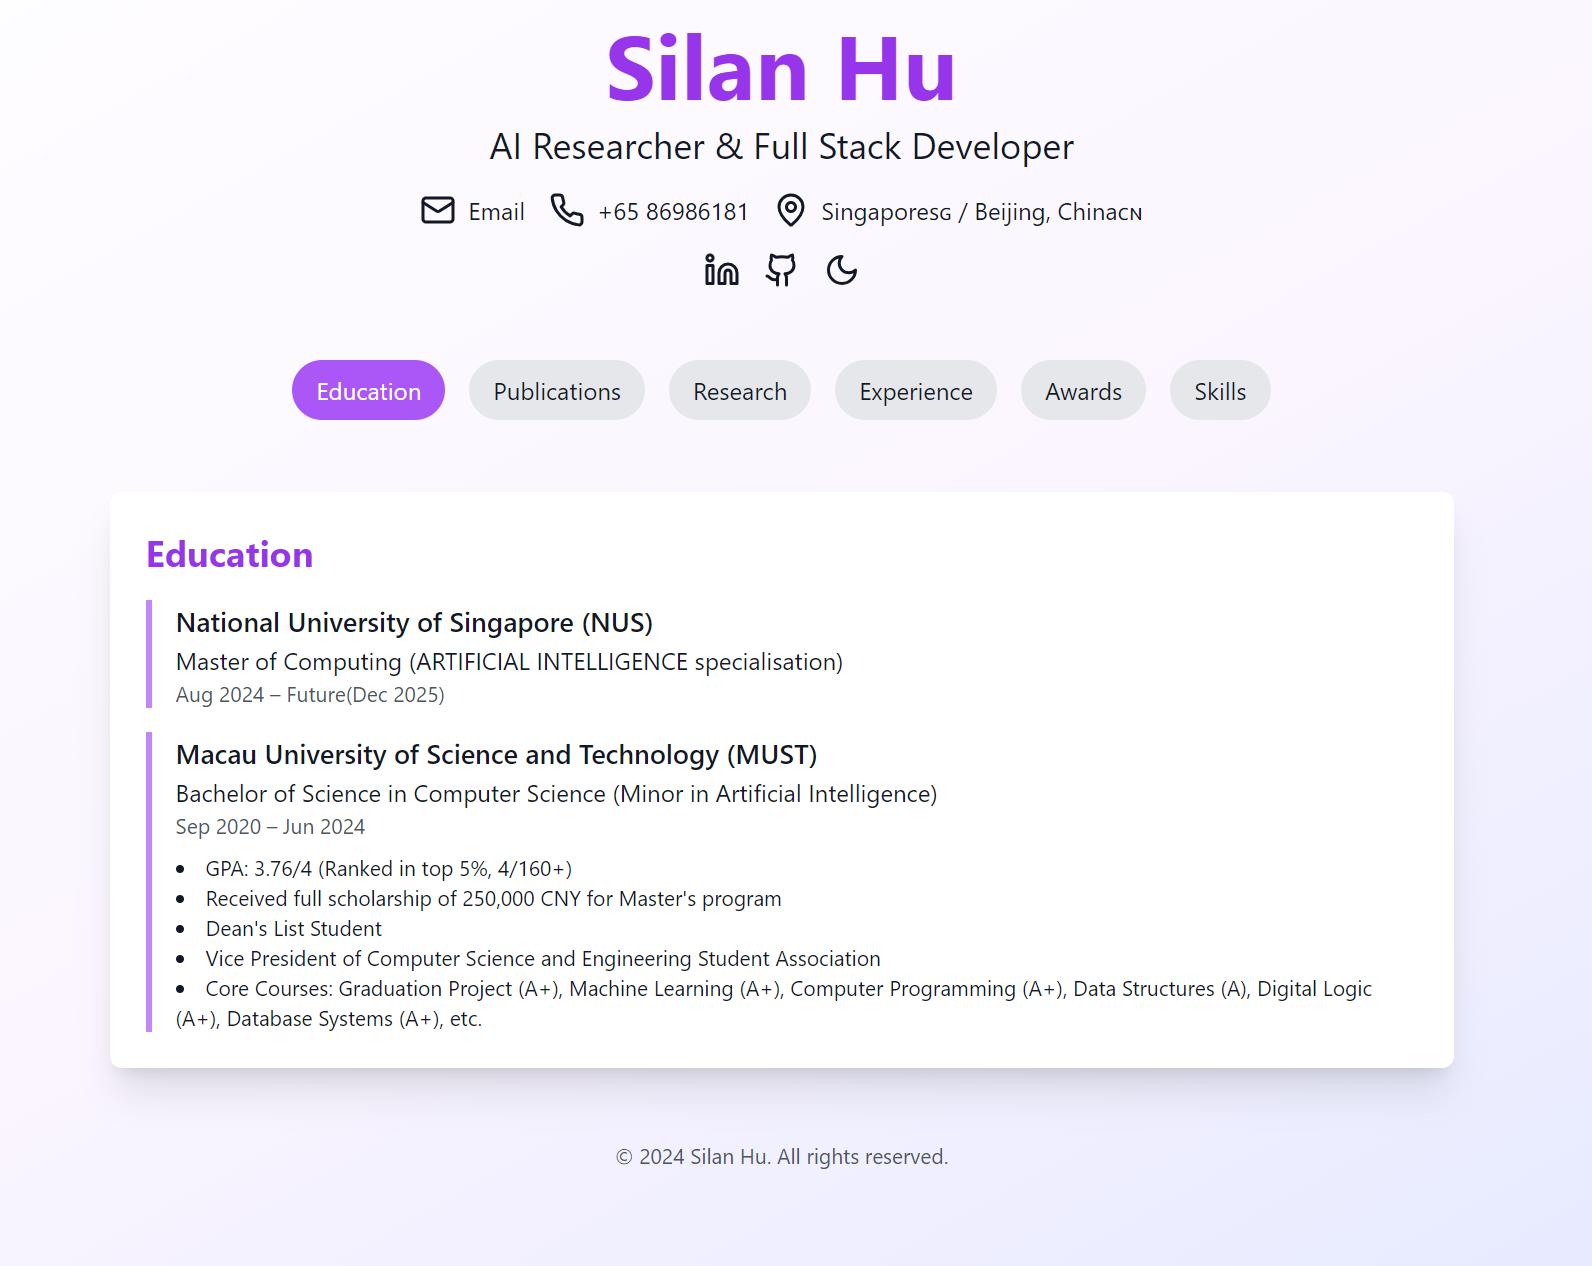 Silan Hu
AI Researcher & Full Stack Developer
Email +65 86986181 Singaporeꜱɢ / Beijing, Chinaᴄɴ
Education Publications Research Experience Awards Skills
Education
National University of Singapore (NUS)
Master of Computing (ARTIFICIAL INTELLIGENCE specialisation)
Aug 2024 – Future(Dec 2025)
Macau University of Science and Technology (MUST)
Bachelor of Science in Computer Science (Minor in Artificial Intelligence)
Sep 2020 – Jun 2024
• GPA: 3.76/4 (Ranked in top 5%, 4/160+)
• Received full scholarship of 250,000 CNY for Master's program
• Dean's List Student
• Vice President of Computer Science and Engineering Student Association
• Core Courses: Graduation Project (A+), Machine Learning (A+), Computer Programming (A+), Data Structures (A), Digital Logic
(A+), Database Systems (A+), etc.
© 2024 Silan Hu. All rights reserved.